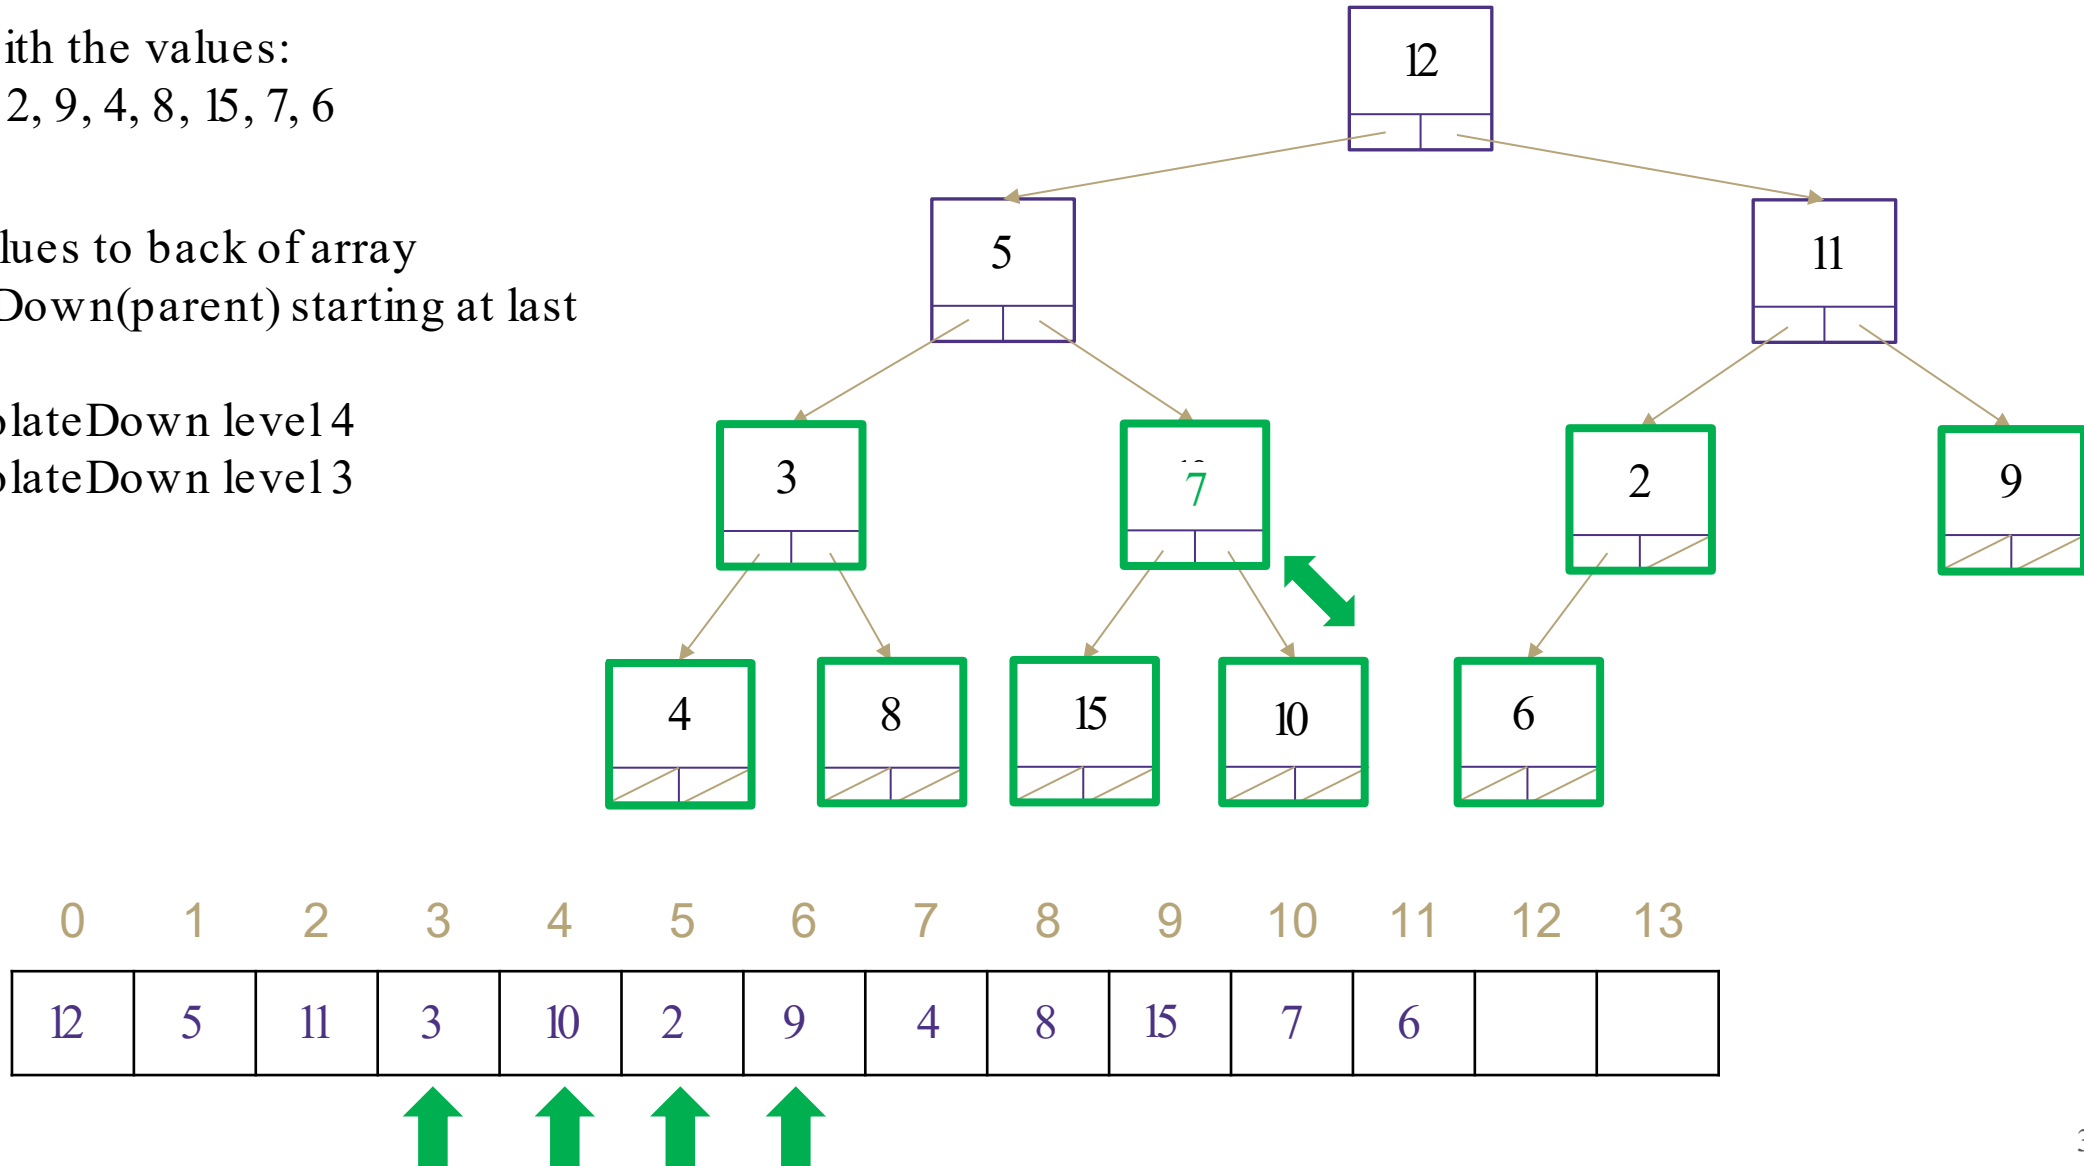 ith the values:
2, 9, 4, 8, 15, 7, 6
lues to back of array
Down(parent) starting at last
olateDown level 4
olateDown level 3
12
5 11
3 7 2 9
4 8 15 10 6
0 1 2 3 4 5 6 7 8 9 10 11 12 13
12 5 11 3 10 2 9 4 8 15 7 6